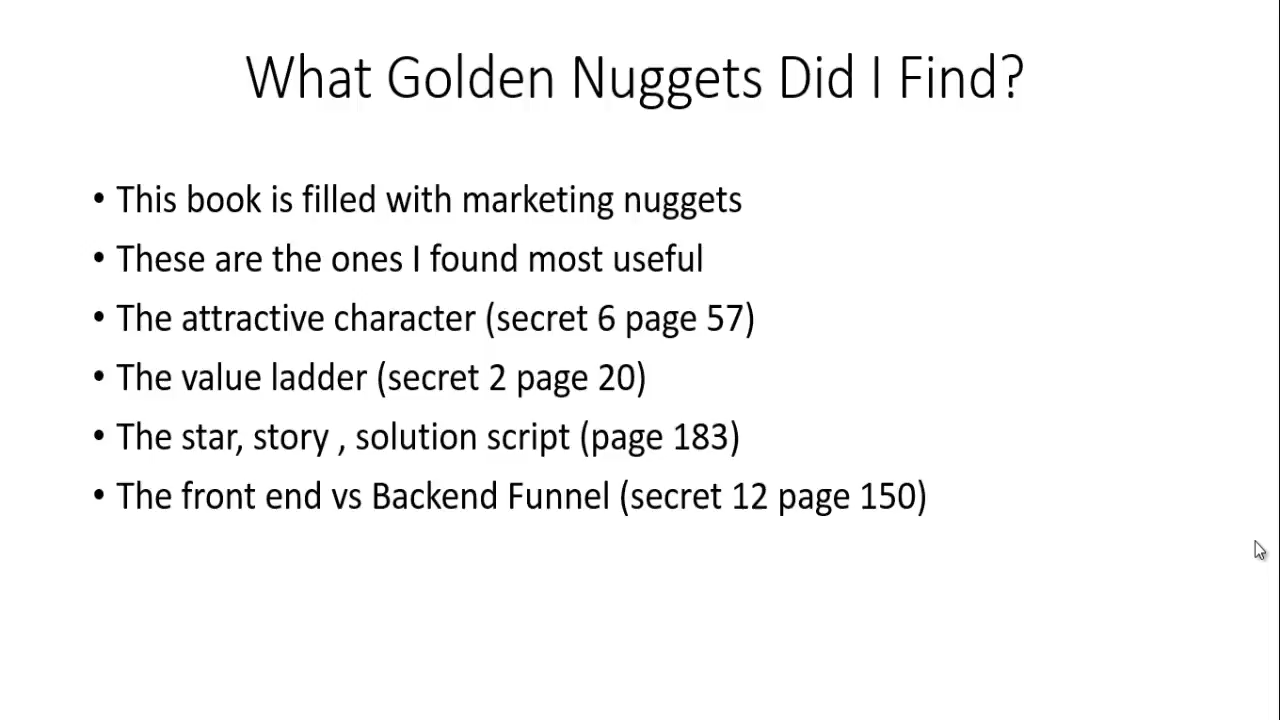 What Golden Nuggets Did I Find?
• This book is filled with marketing nuggets
• These are the ones I found most useful
• The attractive character (secret 6 page 57)
• The value ladder (secret 2 page 20)
• The star, story , solution script (page 183)
• The front end vs Backend Funnel (secret 12 page 150)